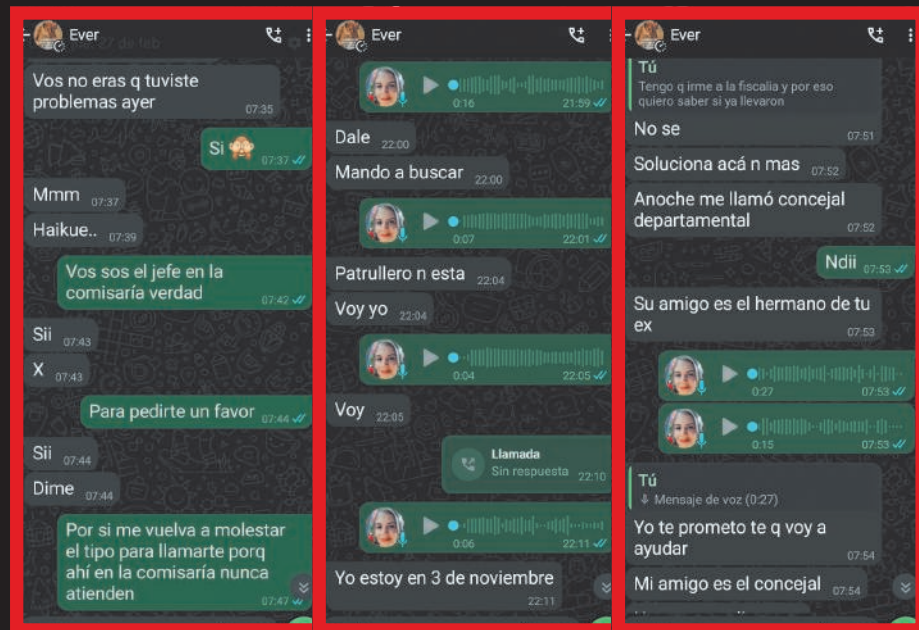 Ever
27 de feb
Vos no eras q tuviste
problemas ayer
07:35
Si 🙈
07:37
Mmm
07:37
Haikue..
07:39
Vos sos el jefe en la
comisaría verdad
07:42
Sii
07:43
X
07:43
Para pedirte un favor
07:44
Sii
07:44
Dime
07:44
Por si me vuelva a molestar
el tipo para llamarte porq
ahí en la comisaría nunca
atienden
07:47
Ever
0:16
21:59
Dale
22:00
Mando a buscar
22:00
0:07
22:01
Patrullero n esta
22:04
Voy yo
22:04
0:04
22:05
Voy
22:05
Llamada
Sin respuesta
22:10
0:06
22:11
Yo estoy en 3 de noviembre
22:11
Ever
Tú
Tengo q irme a la fiscalia y por eso
quiero saber si ya llevaron
No se
07:51
Soluciona acá n mas
07:52
Anoche me llamó concejal
departamental
07:52
Ndii
07:53
Su amigo es el hermano de tu
ex
07:53
0:27
07:53
0:15
07:53
Tú
Mensaje de voz (0:27)
Yo te prometo te q voy a
ayudar
07:54
Mi amigo es el concejal
07:54